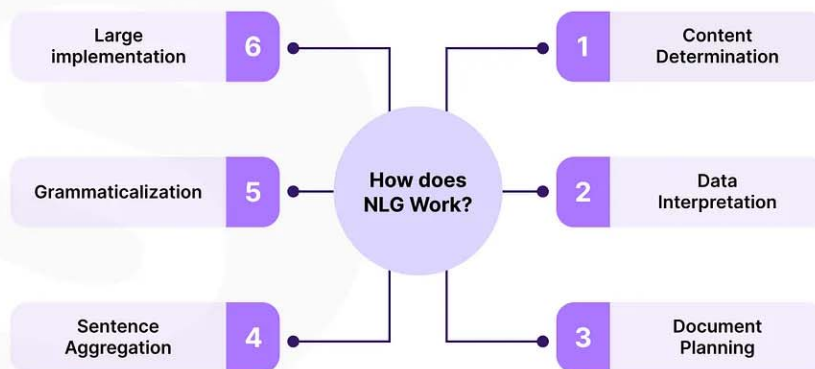 How does
NLG Work?
1
Content
Determination
2
Data
Interpretation
3
Document
Planning
4
Sentence
Aggregation
5
Grammaticalization
6
Large
implementation